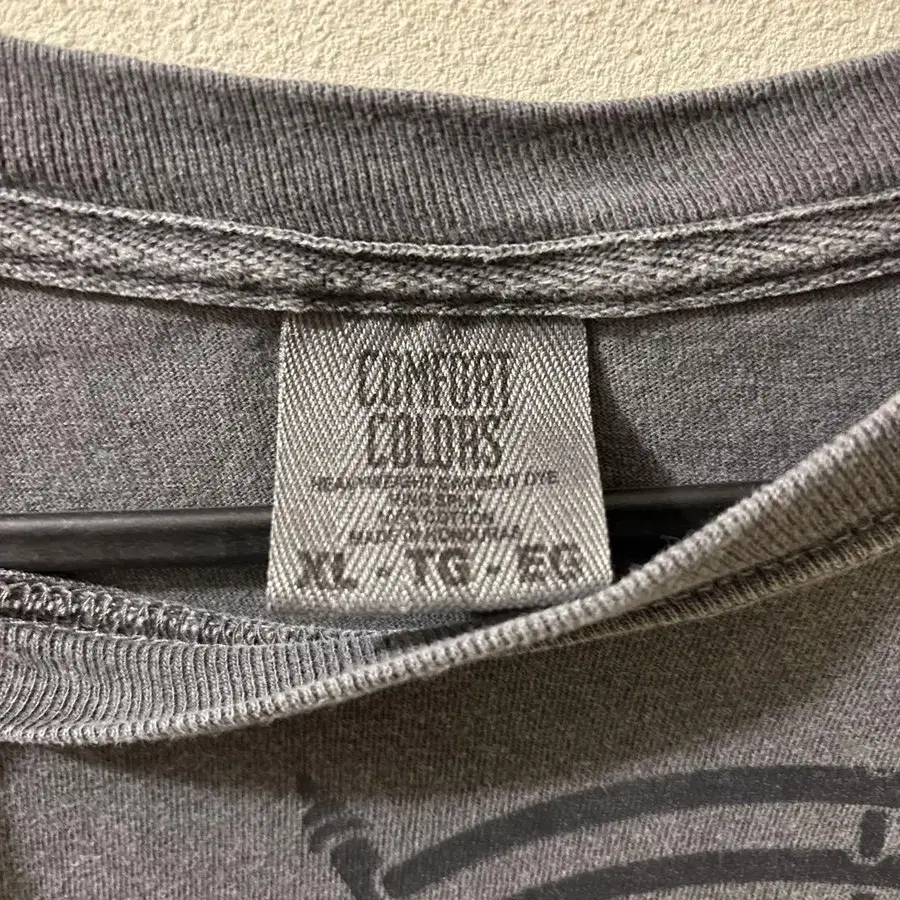 COMFORT
COLORS
HEAVYWEIGHT GARMENT DYE
RING SPUN
100% COTTON
MADE IN HONDURAS
XL - TG - EG